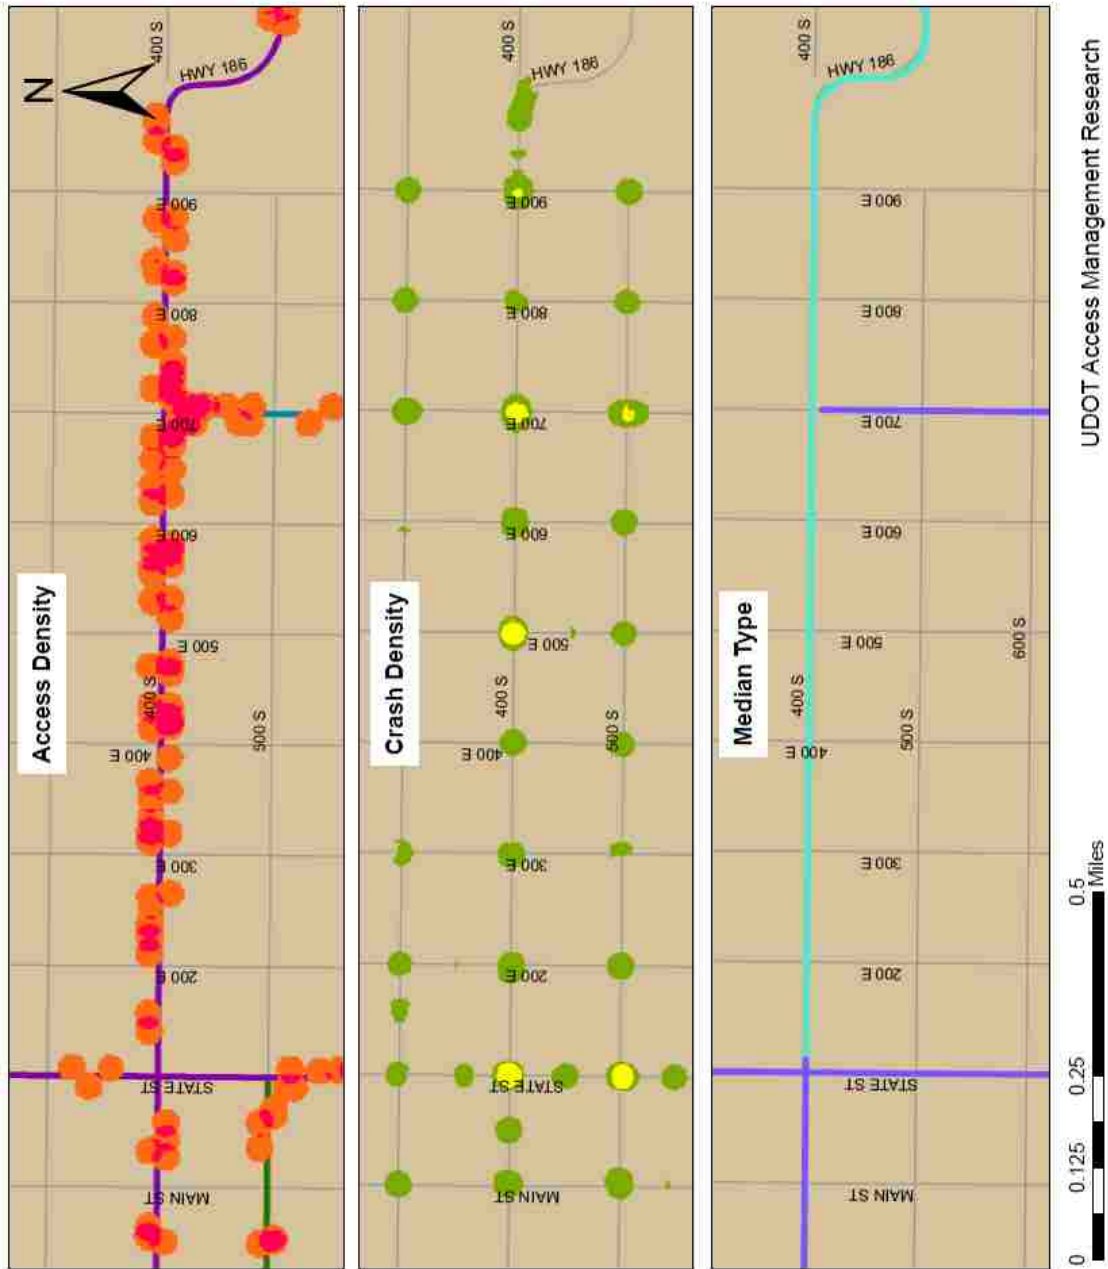 Access Density
N
400 S
HWY 186
900 E
800 E
700 E
600 E
500 E
400 S
400 E
500 S
300 E
200 E
STATE ST
MAIN ST
Crash Density
400 S
HWY 186
900 E
800 E
700 E
600 E
500 E
400 S
400 E
500 S
300 E
200 E
STATE ST
MAIN ST
Median Type
400 S
HWY 186
900 E
800 E
700 E
600 E
500 E
600 S
400 S
400 E
500 S
300 E
200 E
STATE ST
MAIN ST
0 0.125 0.25 0.5
Miles
UDOT Access Management Research